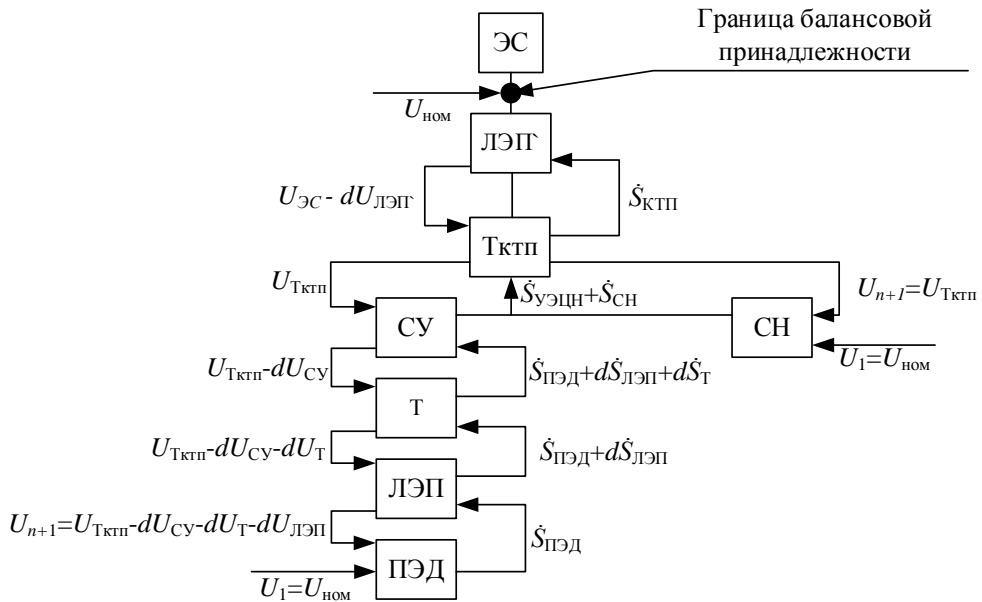 Граница балансовой
принадлежности
ЭС
Uном
ЛЭП`
UЭС - dUЛЭП`
ṠКТП
Tктп
UТктп
ṠУЭЦН+ṠСН
Un+1=UТктп
СУ
СН
U1=Uном
UТктп-dUСУ
ṠПЭД+dṠЛЭП+dṠТ
Т
UТктп-dUСУ-dUТ
ṠПЭД+dṠЛЭП
ЛЭП
Un+1=UТктп-dUСУ-dUТ-dUЛЭП
ṠПЭД
ПЭД
U1=Uном